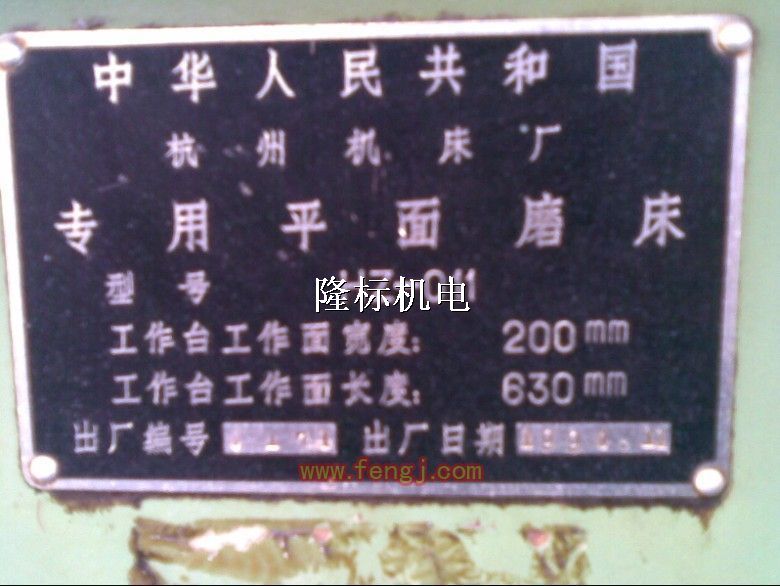 中华人民共和国
杭州机床厂
专用平面磨床
型号
隆标机电
工作台工作面宽度: 200mm
工作台工作面长度: 630mm
出厂编号 出厂日期
www.fengj.com